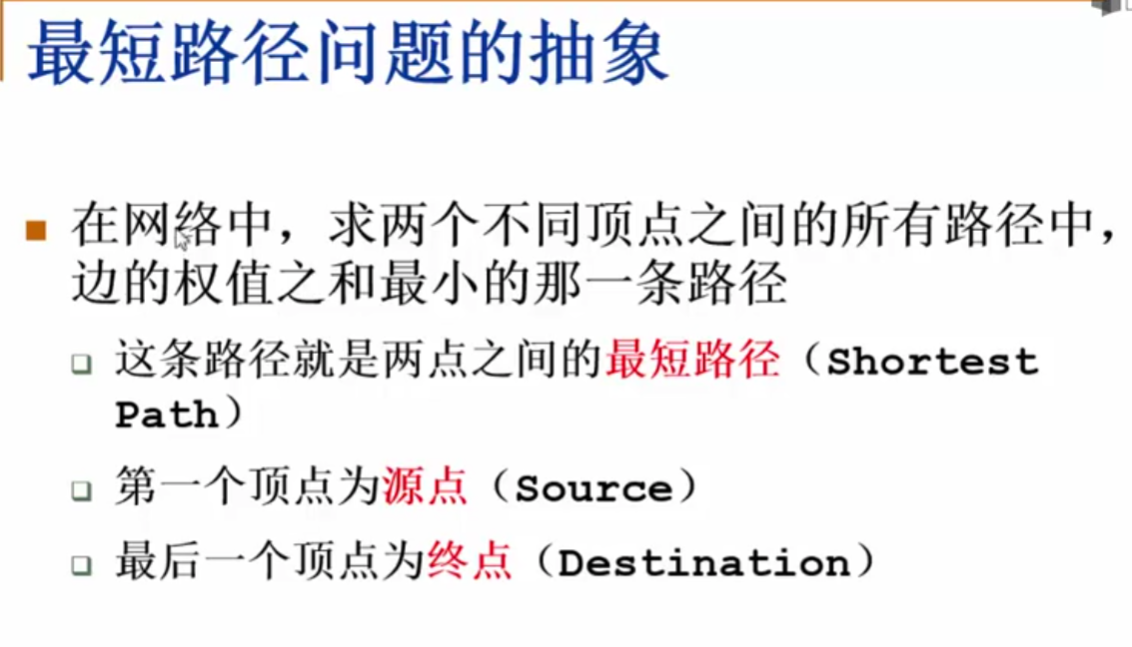 最短路径问题的抽象
在网络中，求两个不同顶点之间的所有路径中，
边的权值之和最小的那一条路径
这条路径就是两点之间的最短路径（Shortest
Path）
第一个顶点为源点（Source）
最后一个顶点为终点（Destination）